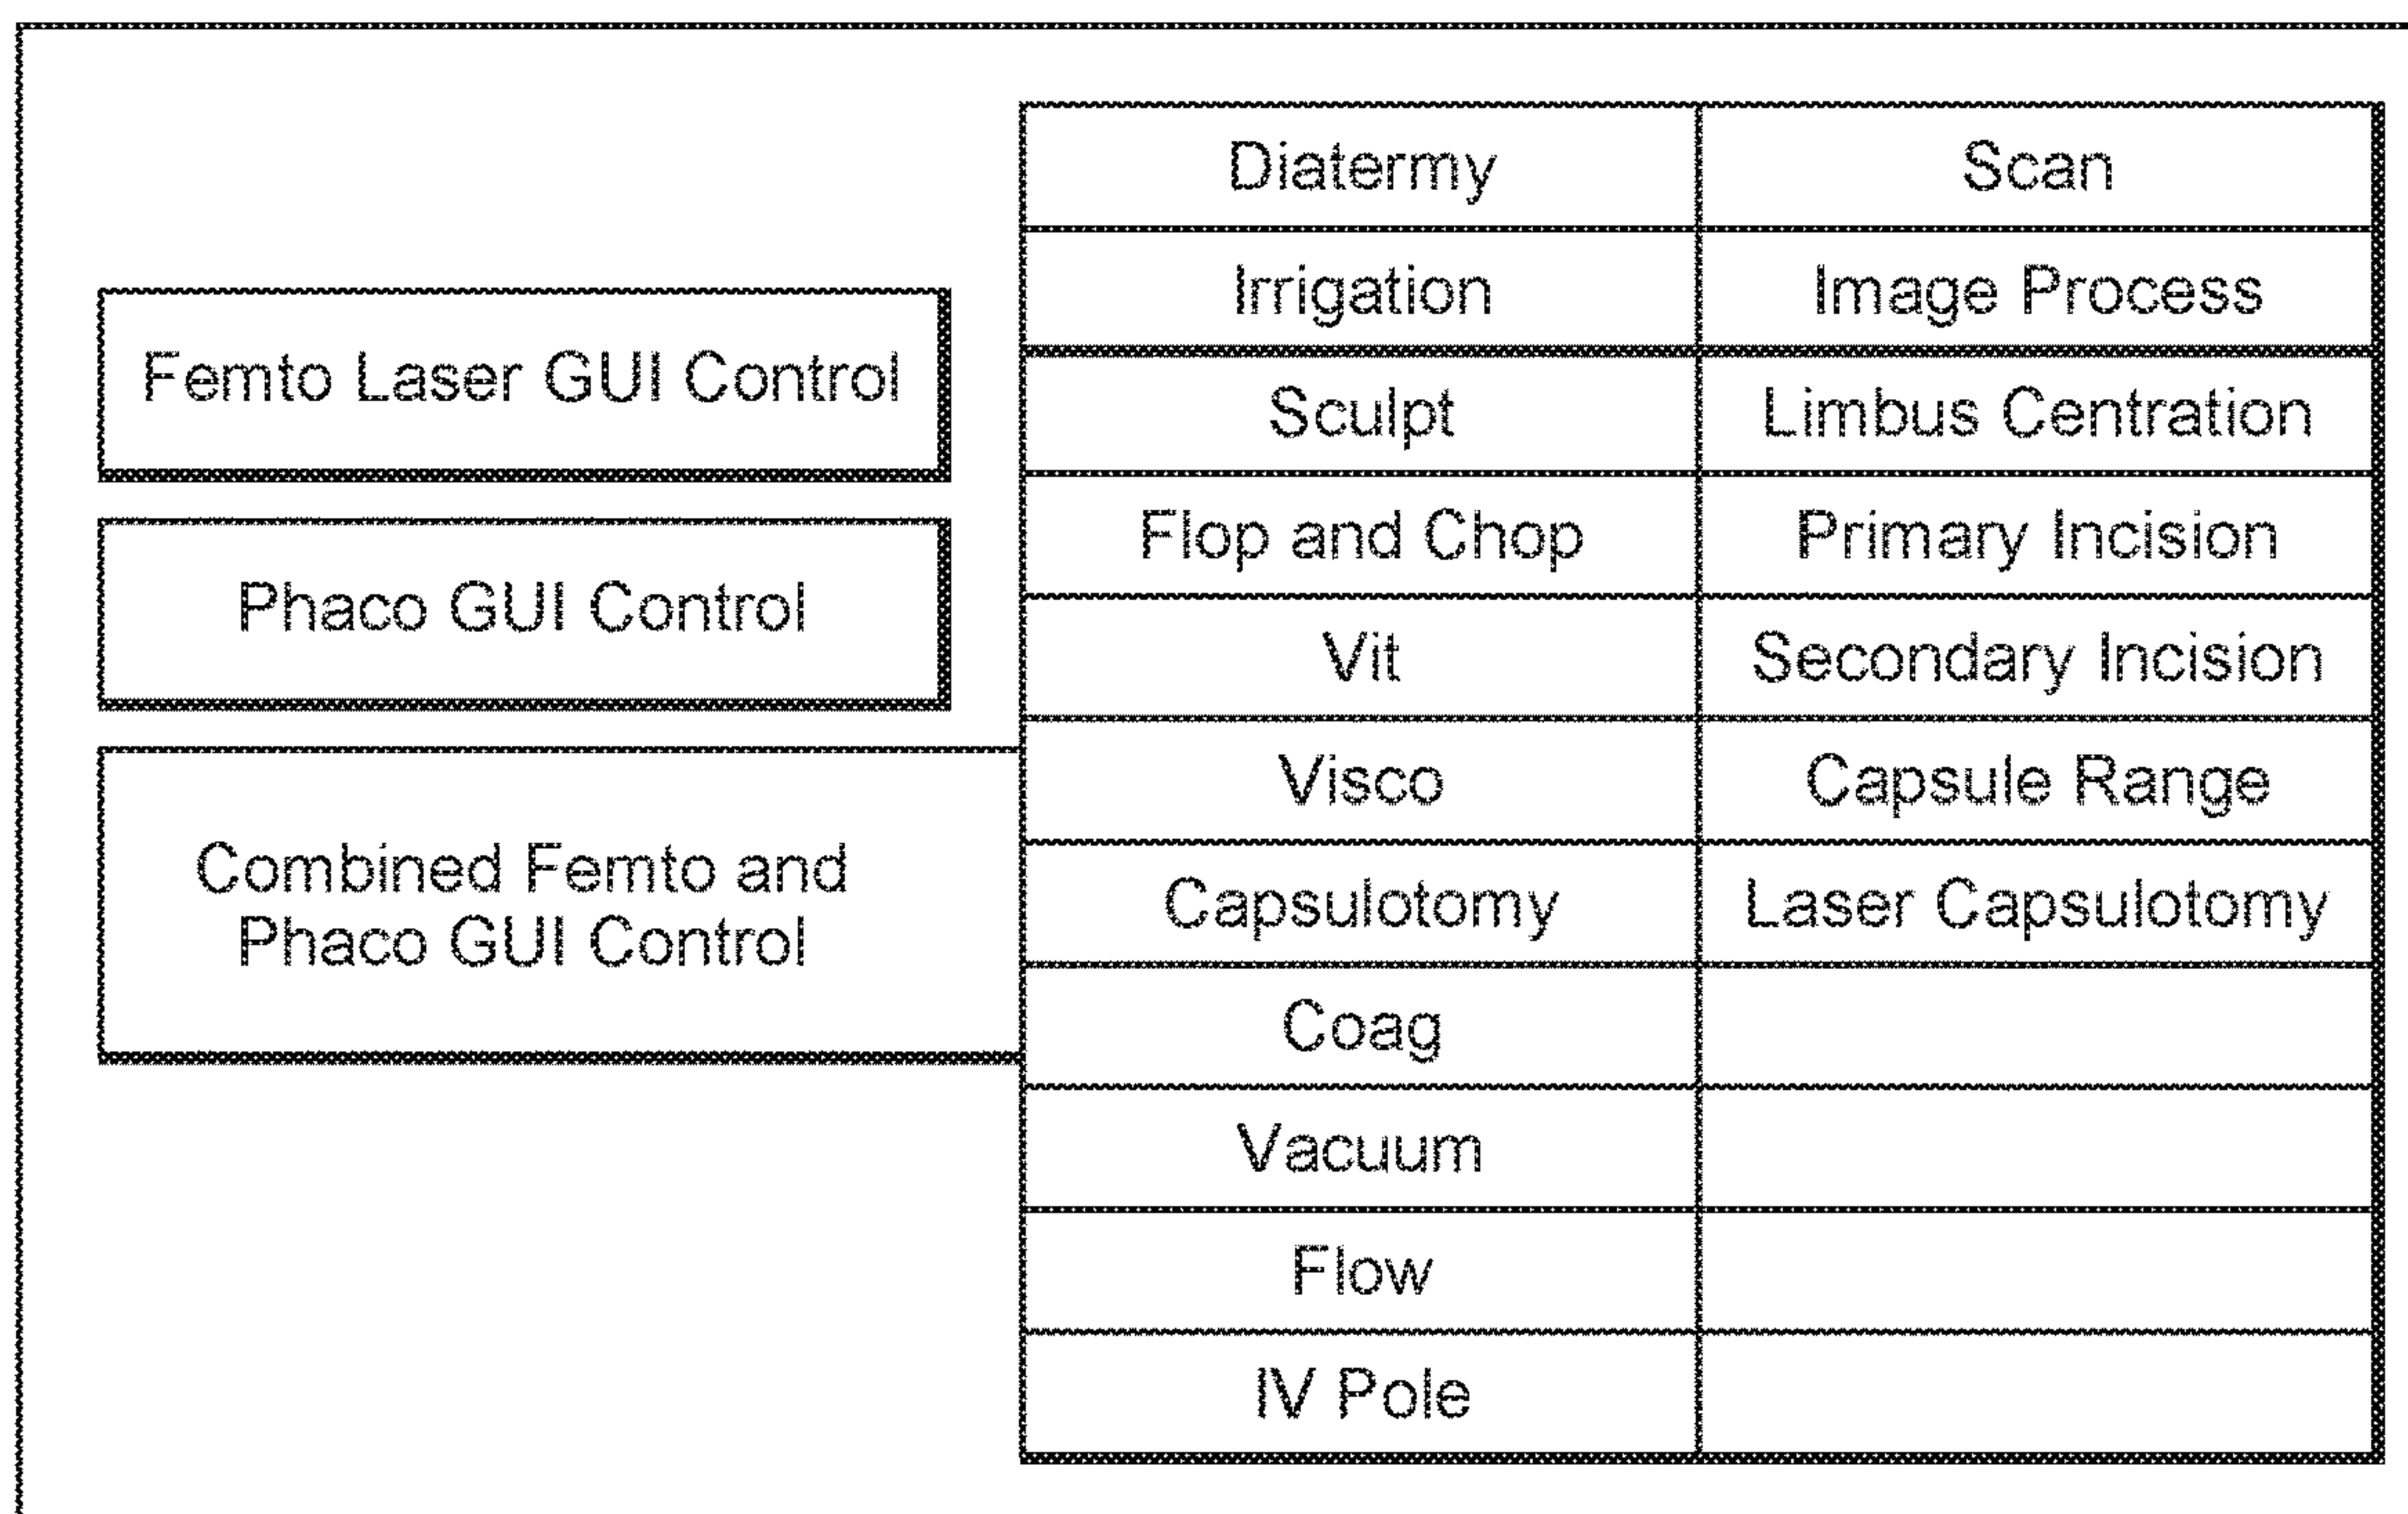 Femto Laser GUI Control
Phaco GUI Control
Combined Femto and
Phaco GUI Control
Diatermy Scan
Irrigation Image Process
Sculpt Limbus Centration
Flop and Chop Primary Incision
Vit Secondary Incision
Visco Capsule Range
Capsulotomy Laser Capsulotomy
Coag
Vacuum
Flow
IV Pole